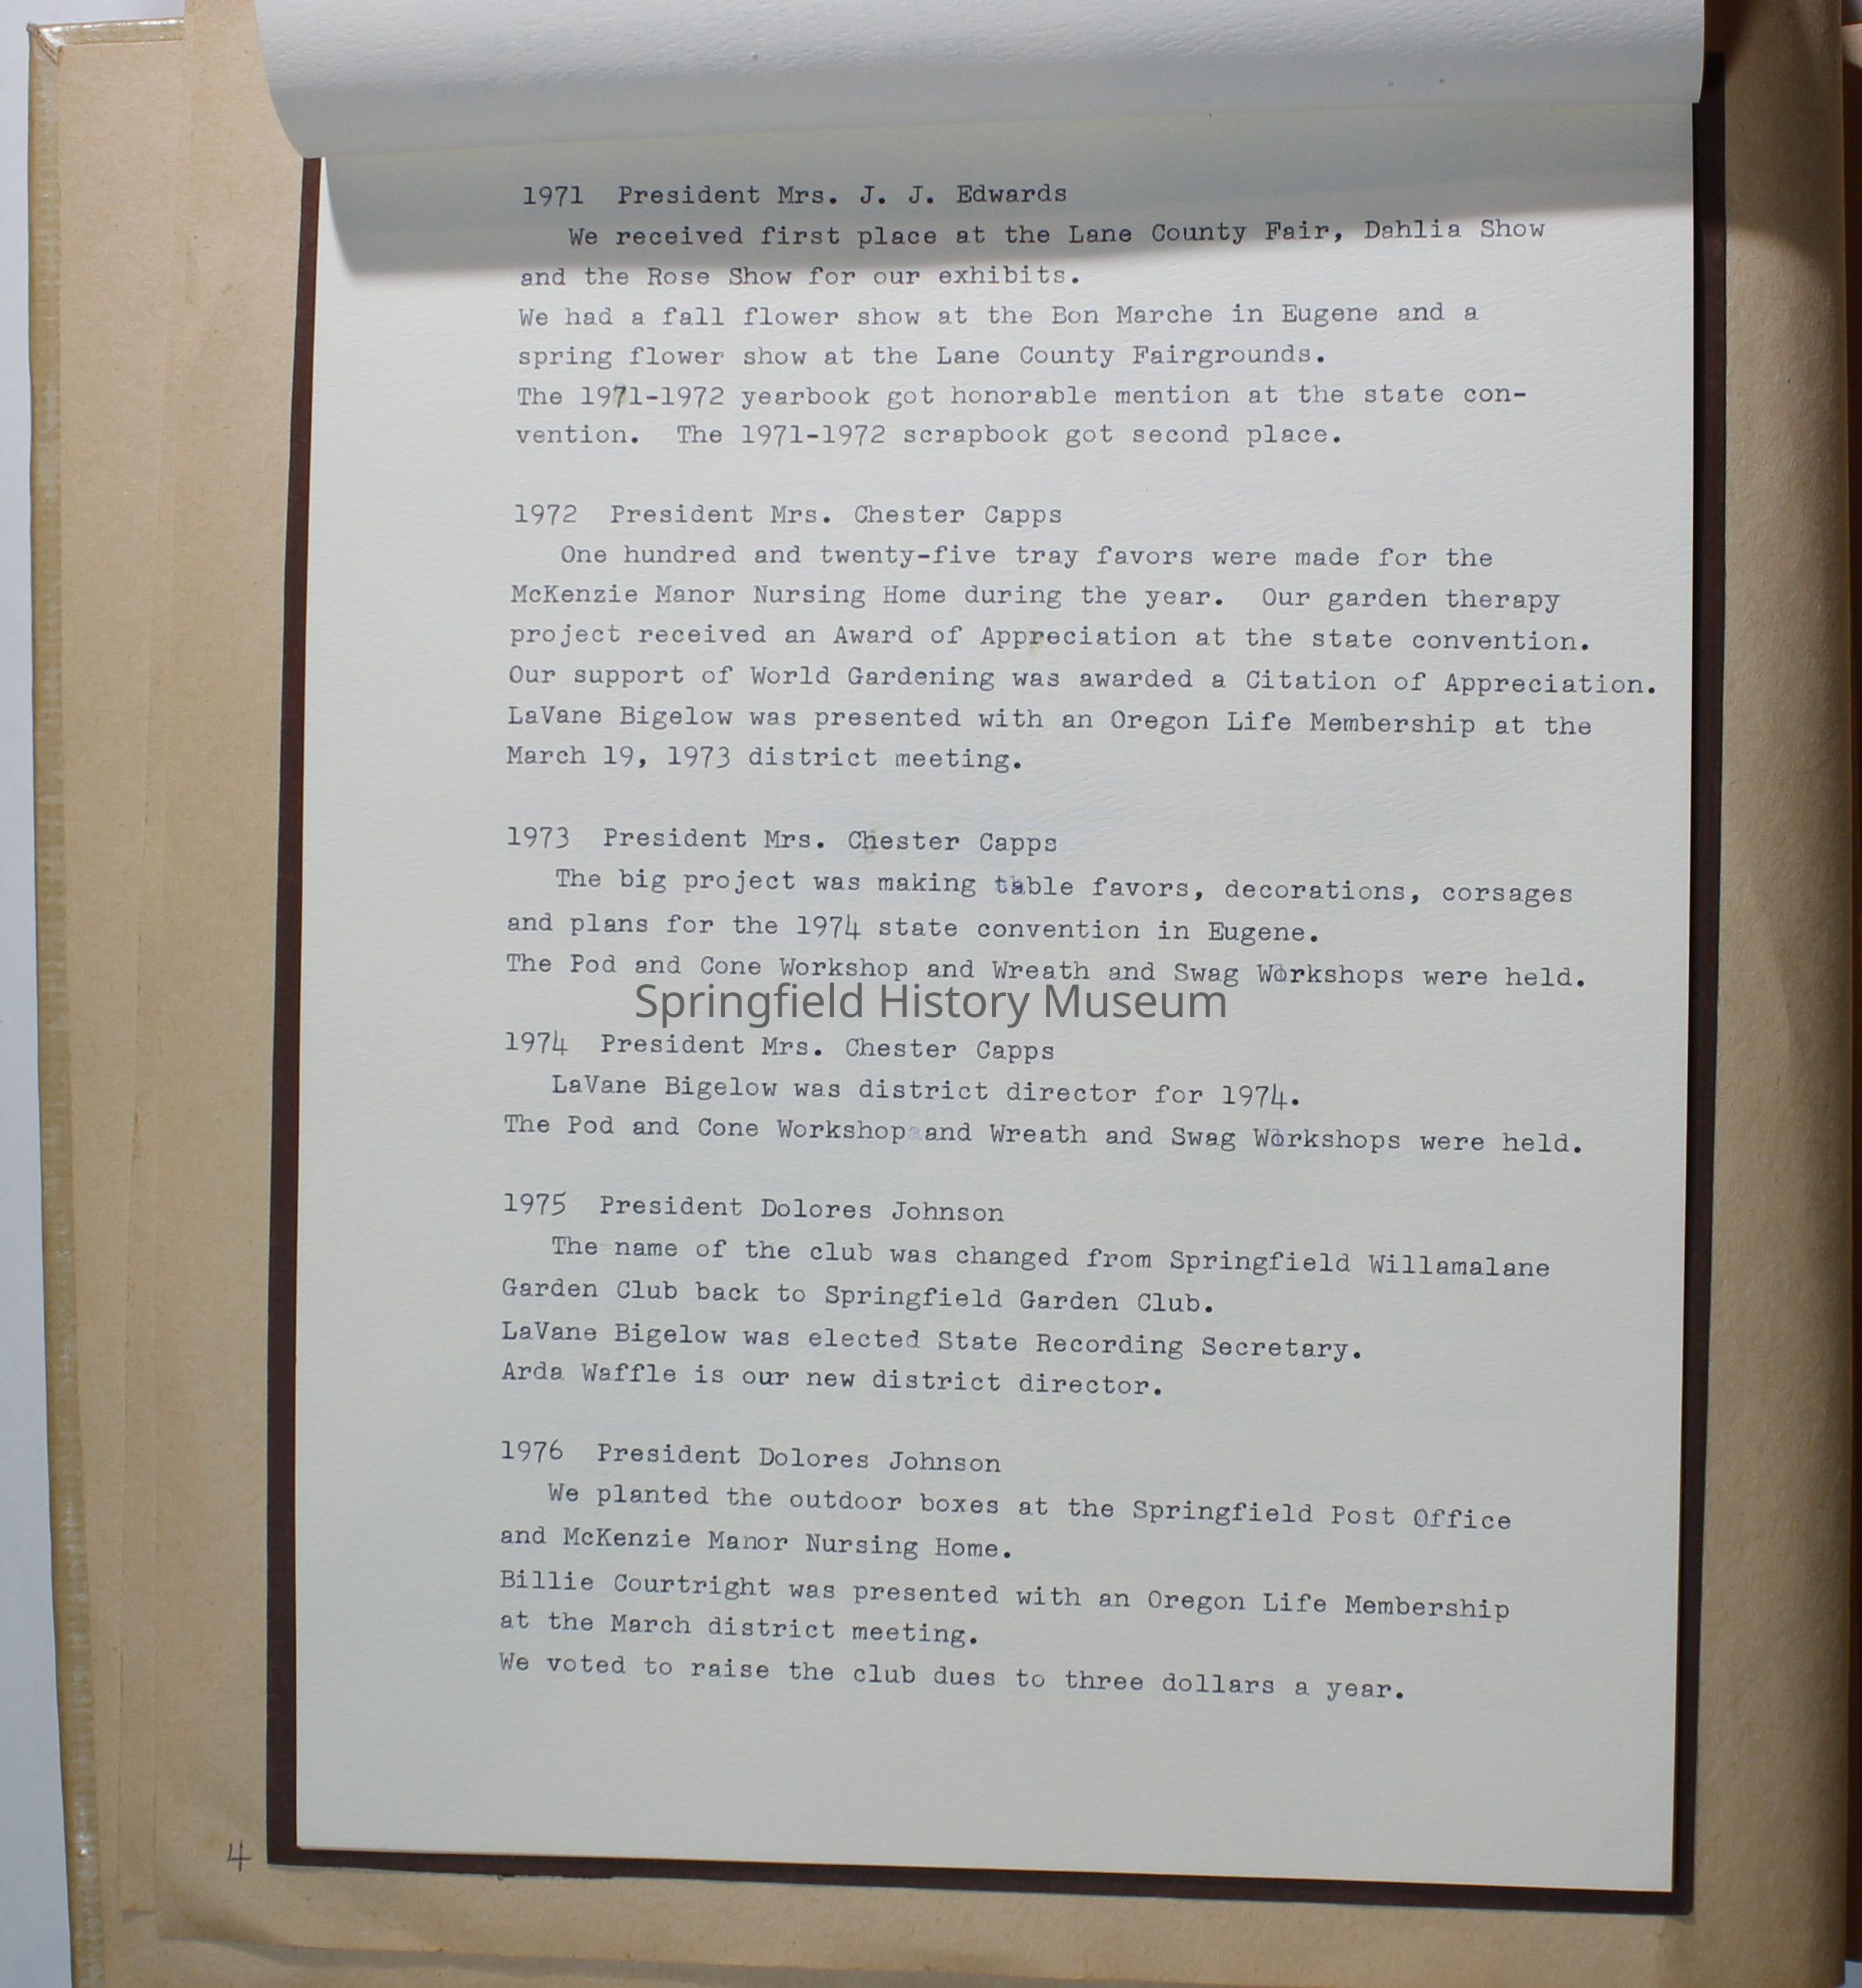 1971  President Mrs. J. J. Edwards
We received first place at the Lane County Fair, Dahlia Show
and the Rose Show for our exhibits.
We had a fall flower show at the Bon Marche in Eugene and a
spring flower show at the Lane County Fairgrounds.
The 1971-1972 yearbook got honorable mention at the state con-
vention.  The 1971-1972 scrapbook got second place.
1972  President Mrs. Chester Capps
One hundred and twenty-five tray favors were made for the
McKenzie Manor Nursing Home during the year.  Our garden therapy
project received an Award of Appreciation at the state convention.
Our support of World Gardening was awarded a Citation of Appreciation.
LaVane Bigelow was presented with an Oregon Life Membership at the
March 19, 1973 district meeting.
1973  President Mrs. Chester Capps
The big project was making table favors, decorations, corsages
and plans for the 1974 state convention in Eugene.
The Pod and Cone Workshop and Wreath and Swag Workshops were held.
Springfield History Museum
1974  President Mrs. Chester Capps
LaVane Bigelow was district director for 1974.
The Pod and Cone Workshop and Wreath and Swag Workshops were held.
1975  President Dolores Johnson
The name of the club was changed from Springfield Willamalane
Garden Club back to Springfield Garden Club.
LaVane Bigelow was elected State Recording Secretary.
Arda Waffle is our new district director.
1976  President Dolores Johnson
We planted the outdoor boxes at the Springfield Post Office
and McKenzie Manor Nursing Home.
Billie Courtright was presented with an Oregon Life Membership
at the March district meeting.
We voted to raise the club dues to three dollars a year.
4